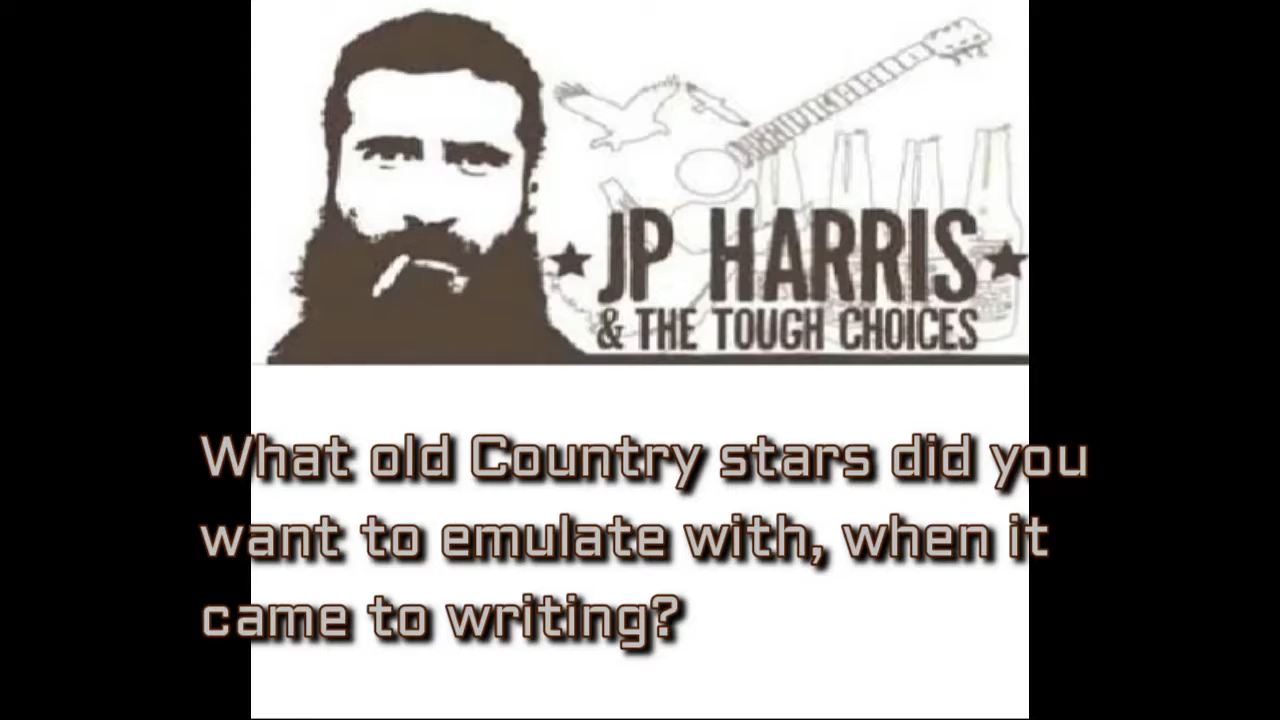 ★ JP HARRIS ★
& THE TOUGH CHOICES
What old Country stars did you
want to emulate with, when it
came to writing?